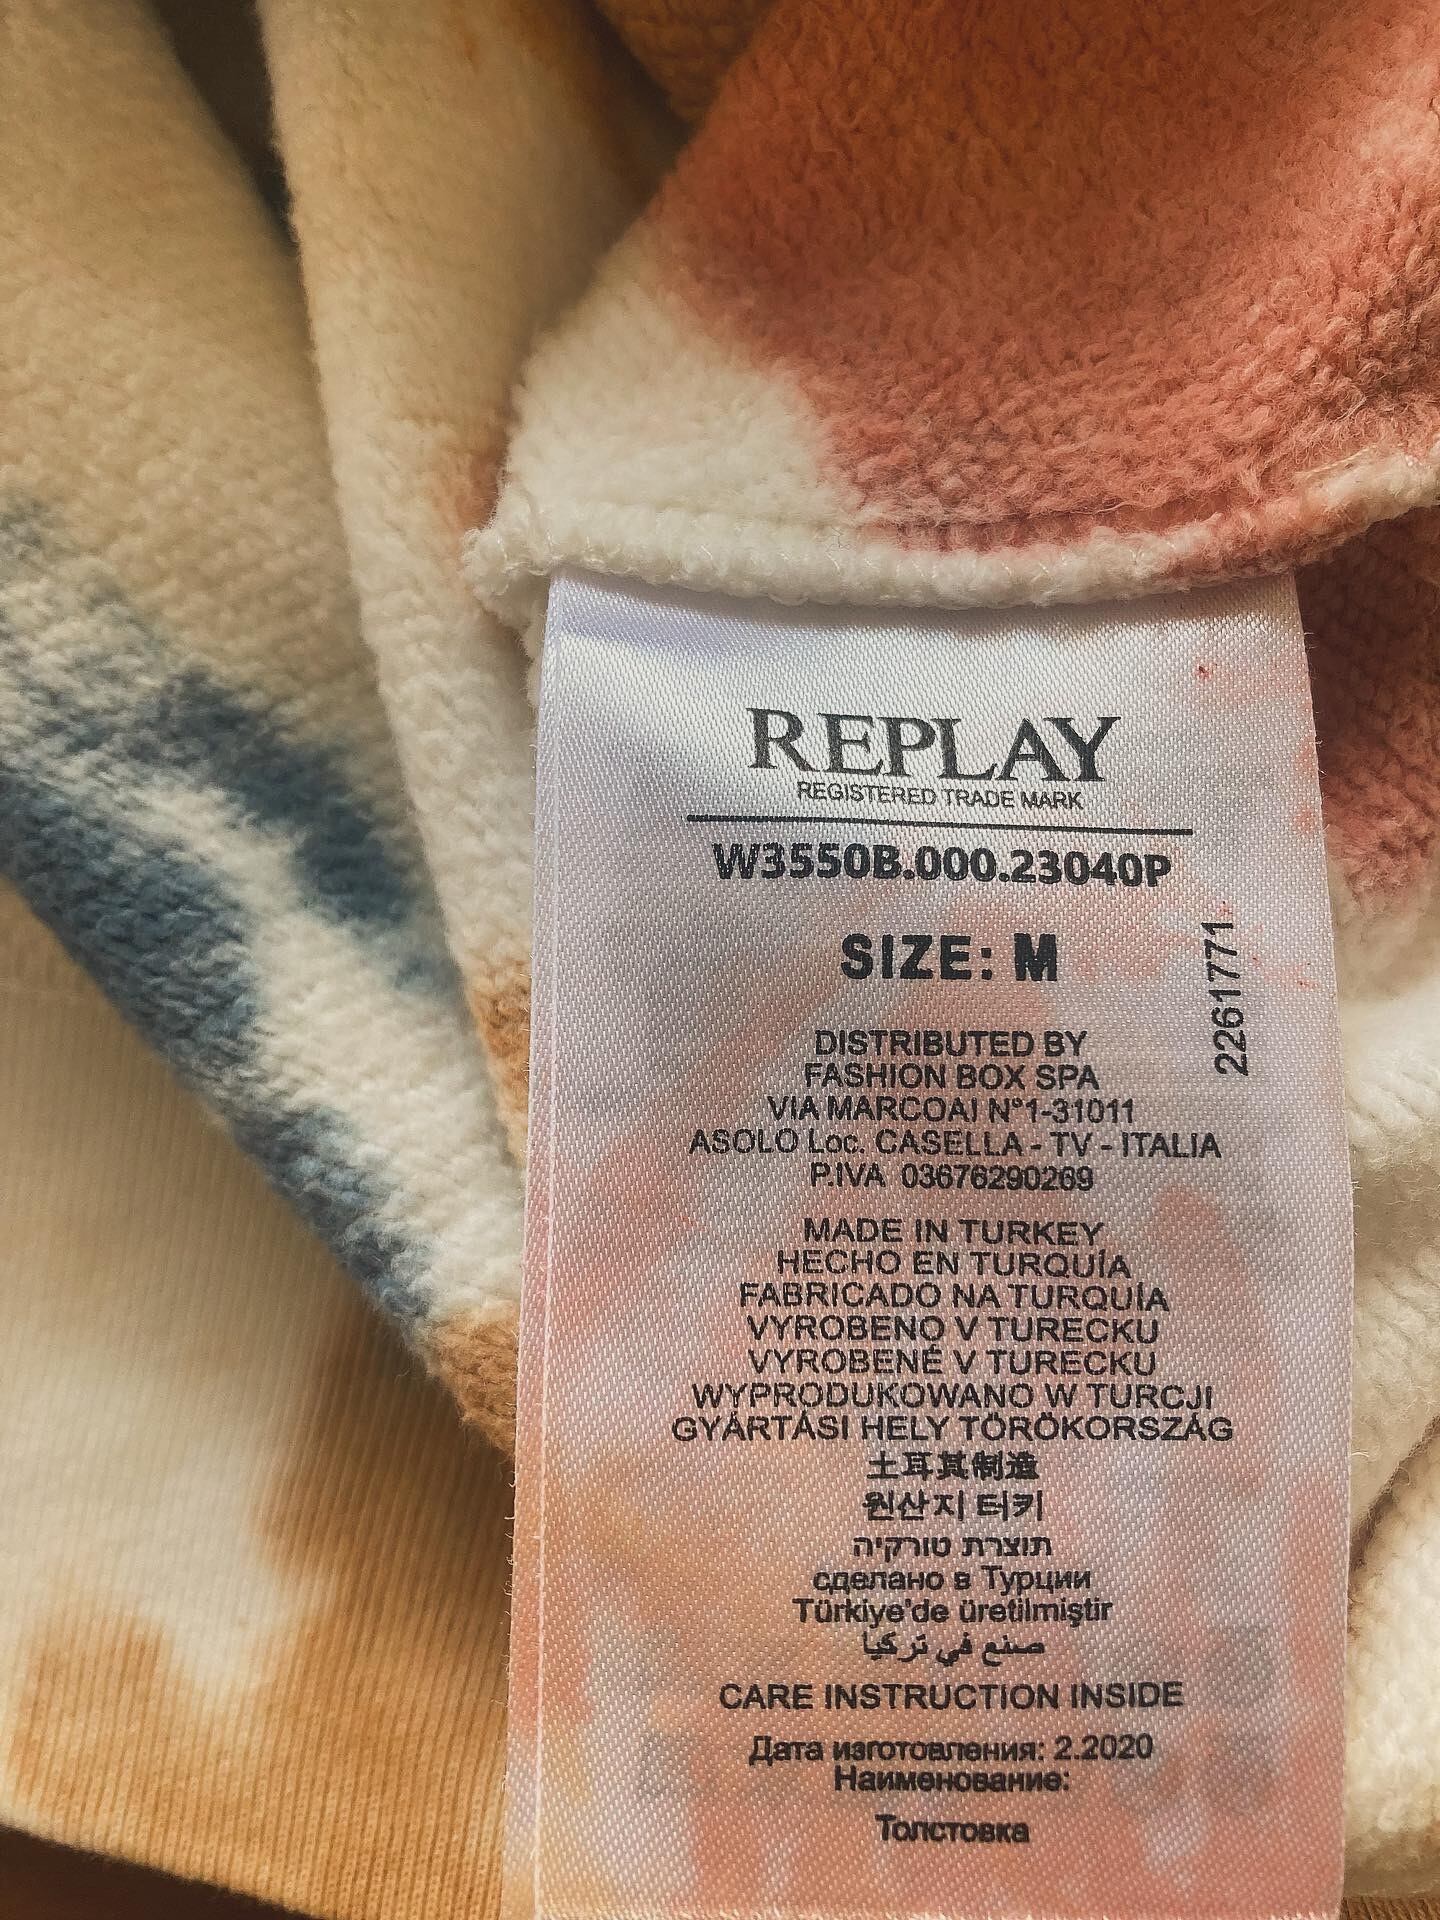 REPLAY
REGISTERED TRADE MARK
W3550B.000.23040P
SIZE: M
2261771
DISTRIBUTED BY
FASHION BOX SPA
VIA MARCOAI N°1-31011
ASOLO Loc. CASELLA - TV - ITALIA
P.IVA 03676290269
MADE IN TURKEY
HECHO EN TURQUÍA
FABRICADO NA TURQUÍA
VYROBENO V TURECKU
VYROBENÉ V TURECKU
WYPRODUKOWANO W TURCJI
GYÁRTÁSI HELY TÖRÖKORSZÁG
土耳其制造
원산지 터키
תוצרת טורקיה
сделано в Турции
Türkiye'de üretilmiştir
صنع في تركيا
CARE INSTRUCTION INSIDE
Дата изготовления: 2.2020
Наименование:
Толстовка